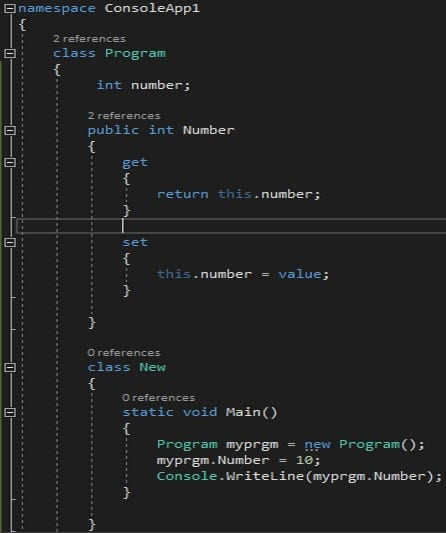 namespace ConsoleApp1
{
2 references
class Program
{
int number;
2 references
public int Number
{
get
{
return this.number;
}
set
{
this.number = value;
}
}
0 references
class New
{
0 references
static void Main()
{
Program myprgm = new Program();
myprgm.Number = 10;
Console.WriteLine(myprgm.Number);
}
}